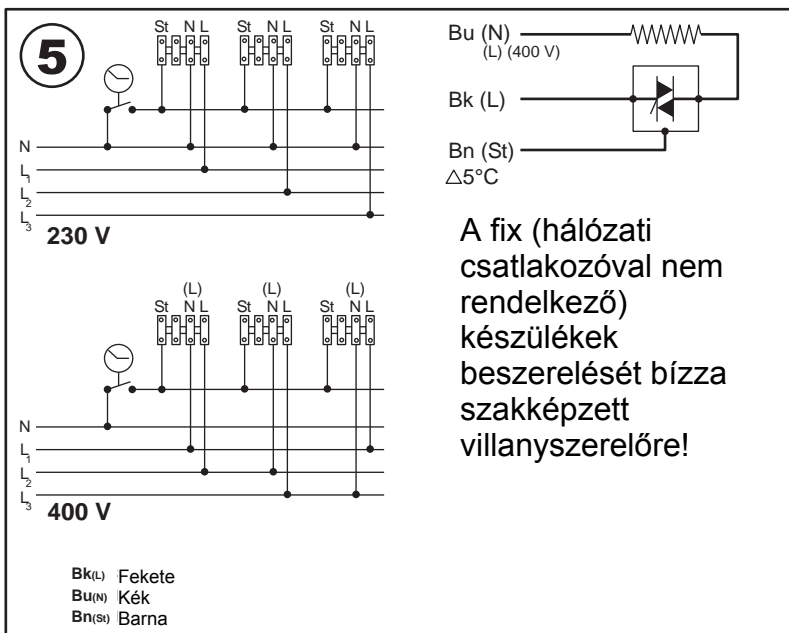 5
St N L St N L St N L
N
L1
L2
L3
230 V
(L) (L) (L)
St N L St N L St N L
N
L1
L2
L3
400 V
Bk(L) Fekete
Bu(N) Kék
Bn(St) Barna
Bu (N)
(L) (400 V)
Bk (L)
Bn (St)
△5°C
A fix (hálózati
csatlakozóval nem
rendelkező)
készülékek
beszerelését bízza
szakképzett
villanyszerelőre!